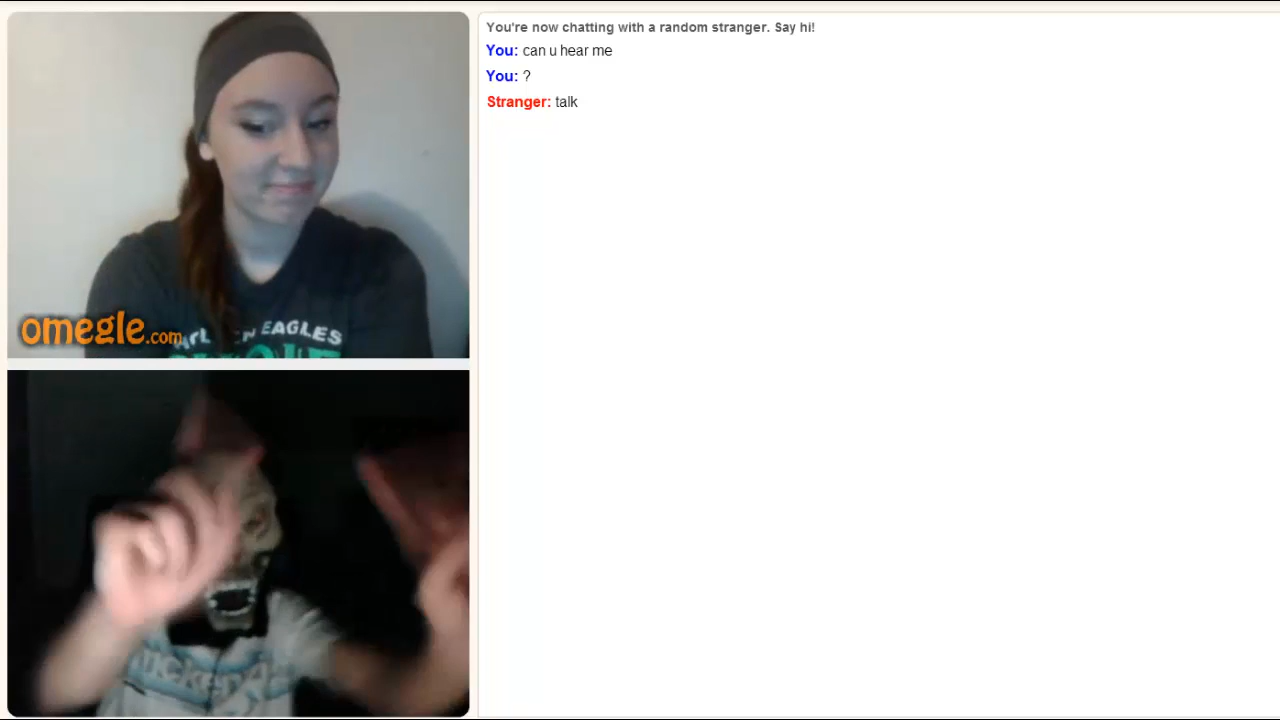 You're now chatting with a random stranger. Say hi!
You: can u hear me
You: ?
Stranger: talk
omegle.com
EAGLES